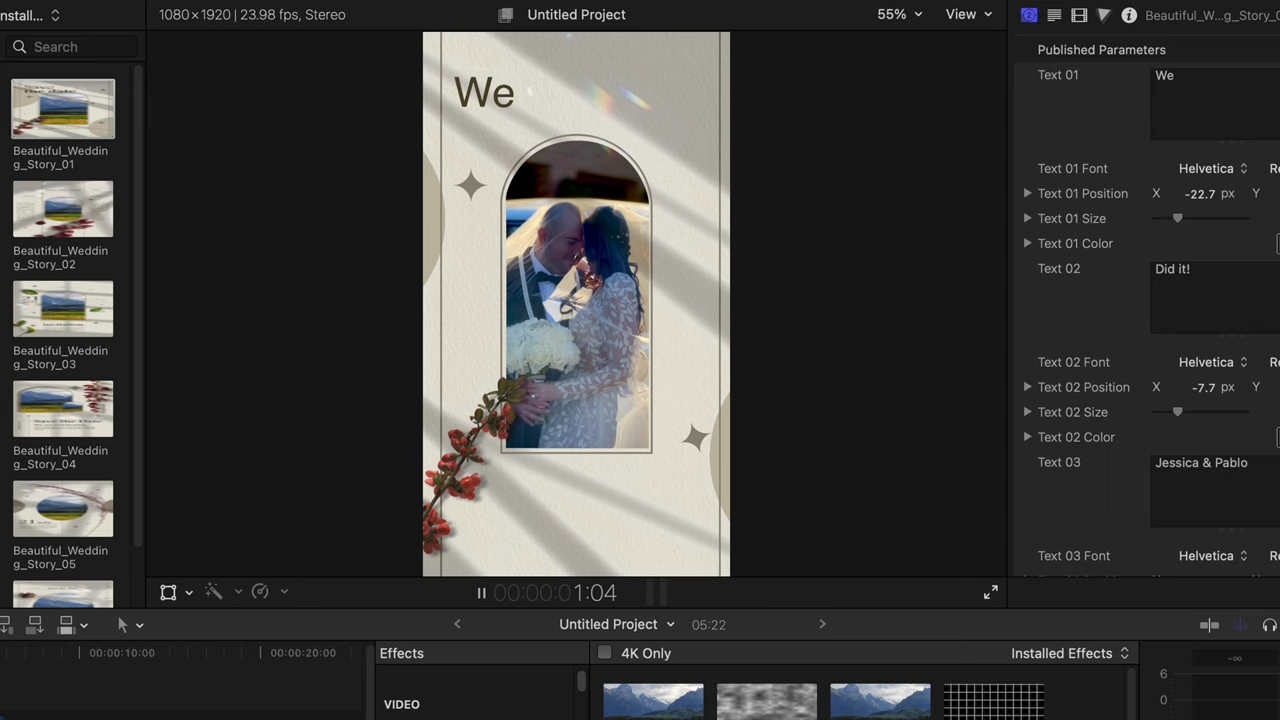 nstall...
1080×1920 | 23.98 fps, Stereo
Untitled Project
55%
View
Beautiful_W...g_Story_0
Search
Beautiful_Weddin
g_Story_01
Beautiful_Weddin
g_Story_02
Beautiful_Weddin
g_Story_03
Beautiful_Weddin
g_Story_04
Beautiful_Weddin
g_Story_05
We
Published Parameters
Text 01
We
Text 01 Font
Helvetica
Re
Text 01 Position
X
-22.7 px
Y
Text 01 Size
Text 01 Color
Text 02
Did it!
Text 02 Font
Helvetica
Re
Text 02 Position
X
-7.7 px
Y
Text 02 Size
Text 02 Color
Text 03
Jessica & Pablo
Text 03 Font
Helvetica
Re
00:00:01:04
Untitled Project
05:22
00:00:10:00
00:00:20:00
Effects
4K Only
Installed Effects
VIDEO
-∞
6
0